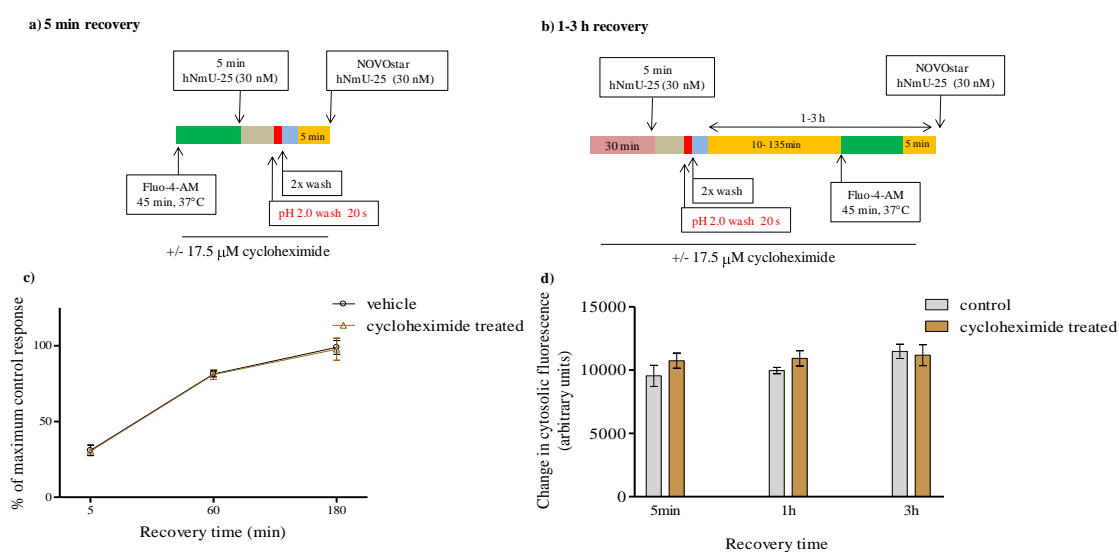 a) 5 min recovery
5 min
hNmU-25 (30 nM)
NOVOstar
hNmU-25 (30 nM)
5 min
Fluo-4-AM
45 min, 37°C
2x wash
pH 2.0 wash 20 s
+/- 17.5 μM cycloheximide
b) 1-3 h recovery
5 min
hNmU-25 (30 nM)
NOVOstar
hNmU-25 (30 nM)
1-3 h
30 min
10- 135min
5 min
2x wash
pH 2.0 wash 20 s
Fluo-4-AM
45 min, 37°C
+/- 17.5 μM cycloheximide
c)
vehicle
cycloheximide treated
% of maximum control response
100
50
0
5
60
180
Recovery time (min)
d)
control
cycloheximide treated
Change in cytosolic fluorescence
(arbitrary units)
15000
10000
5000
0
5min
1h
3h
Recovery time